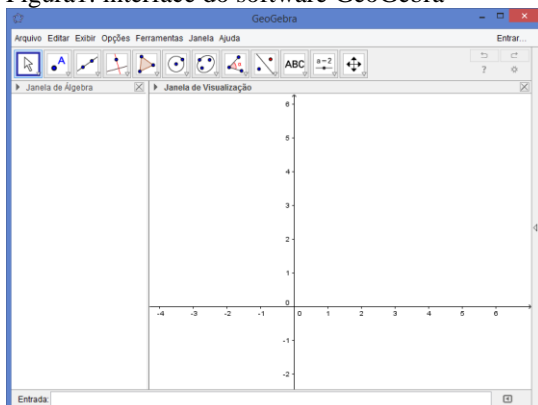 Figura1: interface do software GeoGebra
GeoGebra
Arquivo Editar Exibir Opções Ferramentas Janela Ajuda Entrar...
A ABC a=2 ?
Janela de Álgebra Janela de Visualização
6
5
4
3
2
1
0
-4 -3 -2 -1 0 1 2 3 4 5 6
-1
-2
Entrada: